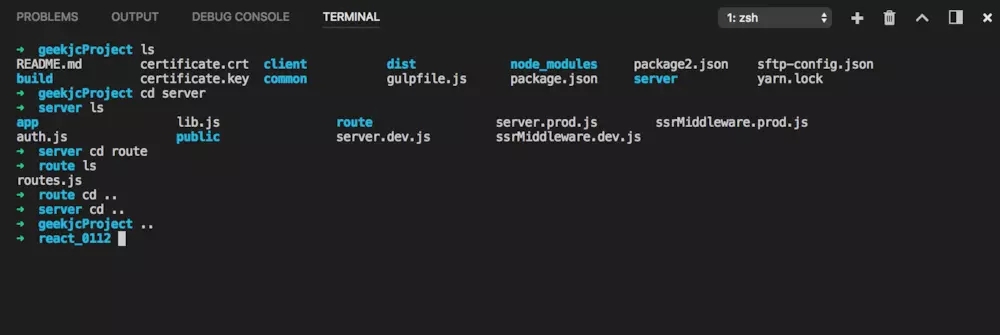 PROBLEMS OUTPUT DEBUG CONSOLE TERMINAL 1: zsh
➜ geekjcProject ls
README.md certificate.crt client dist node_modules package2.json sftp-config.json
build certificate.key common gulpfile.js package.json server yarn.lock
➜ geekjcProject cd server
➜ server ls
app lib.js route server.prod.js ssrMiddleware.prod.js
auth.js public server.dev.js ssrMiddleware.dev.js
➜ server cd route
➜ route ls
routes.js
➜ route cd ..
➜ server cd ..
➜ geekjcProject ..
➜ react_0112